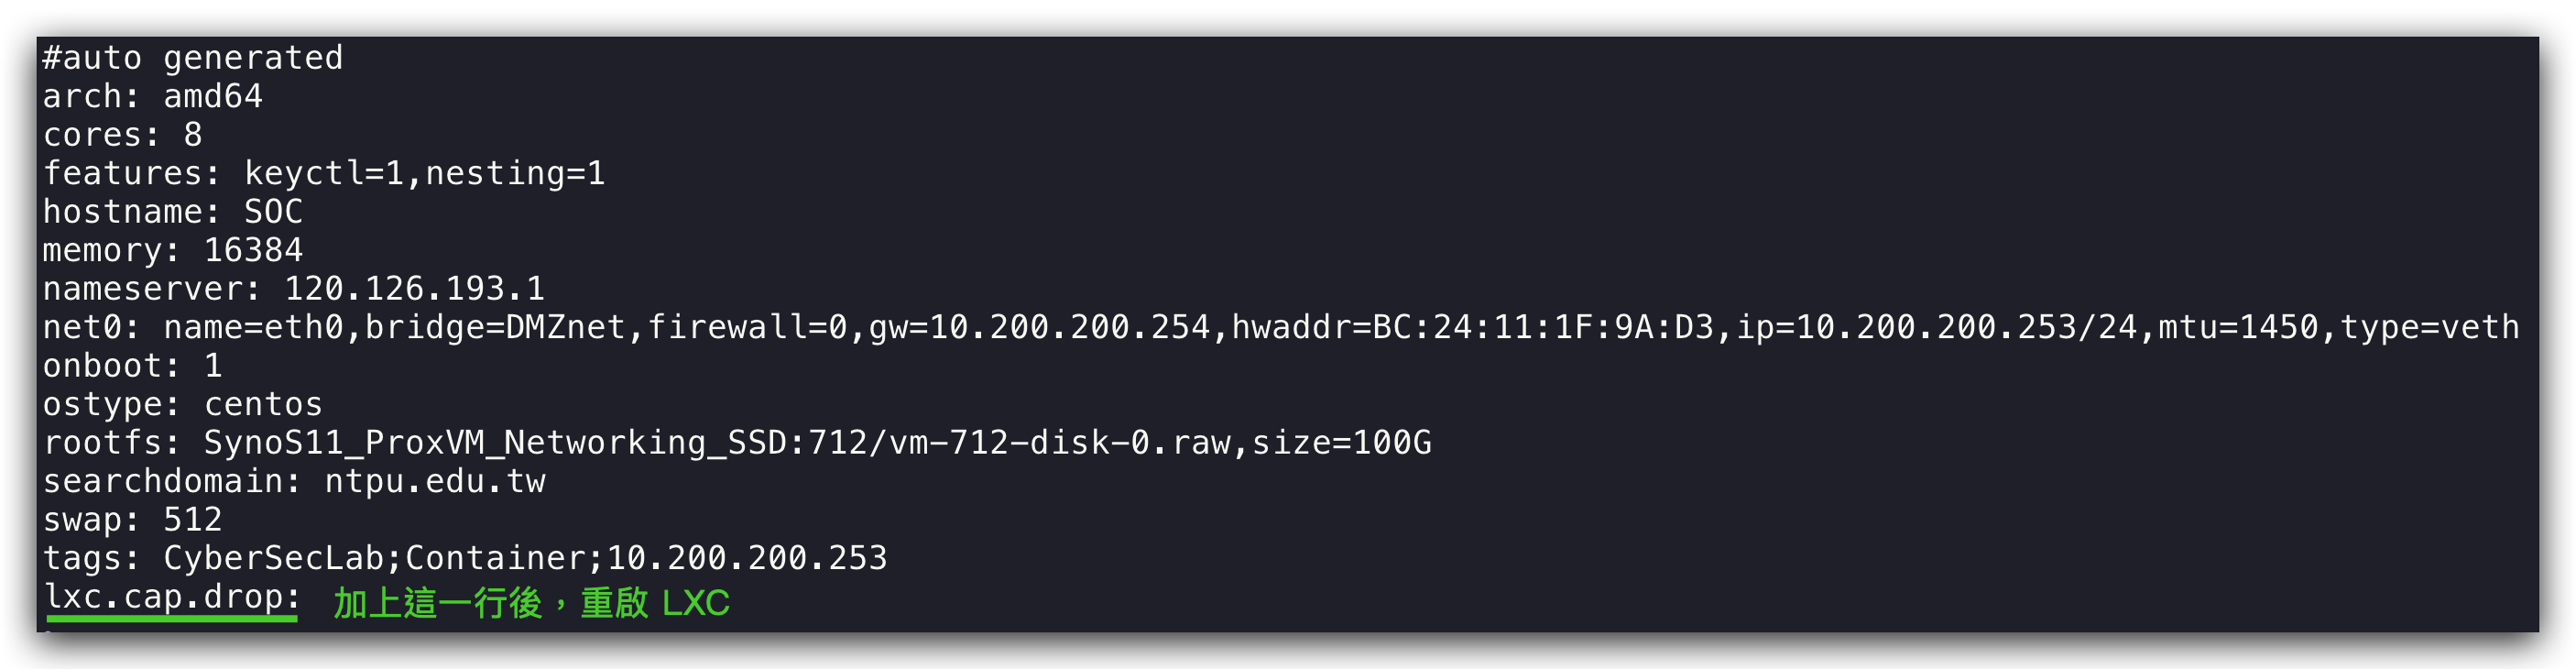 #auto generated
arch: amd64
cores: 8
features: keyctl=1,nesting=1
hostname: SOC
memory: 16384
nameserver: 120.126.193.1
net0: name=eth0,bridge=DMZnet,firewall=0,gw=10.200.200.254,hwaddr=BC:24:11:1F:9A:D3,ip=10.200.200.253/24,mtu=1450,type=veth
onboot: 1
ostype: centos
rootfs: SynoS11_ProxVM_Networking_SSD:712/vm-712-disk-0.raw,size=100G
searchdomain: ntpu.edu.tw
swap: 512
tags: CyberSecLab;Container;10.200.200.253
lxc.cap.drop: 加上這一行後，重啟 LXC